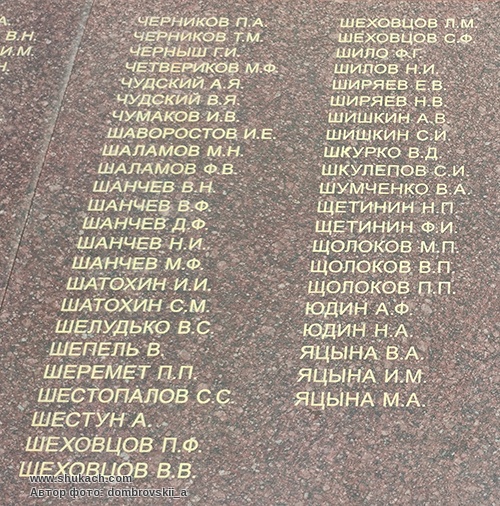 А.
В.Н.
И.М.
Н.
ЧЕРНИКОВ П.А.
ЧЕРНИКОВ Т.М.
ЧЕРНЫШ Г.И.
ЧЕТВЕРИКОВ М.Ф.
ЧУДСКИЙ А.Я.
ЧУДСКИЙ В.Я.
ЧУМАКОВ И.В.
ШАВОРОСТОВ И.Е.
ШАЛАМОВ М.Н.
ШАЛАМОВ Ф.В.
ШАНЧЕВ В.Н.
ШАНЧЕВ В.Ф.
ШАНЧЕВ Д.Ф.
ШАНЧЕВ Н.И.
ШАНЧЕВ М.Ф.
ШАТОХИН И.И.
ШАТОХИН С.М.
ШЕЛУДЬКО В.С.
ШЕПЕЛЬ В.
ШЕРЕМЕТ П.П.
ШЕСТОПАЛОВ С.С.
ШЕСТУН А.
ШЕХОВЦОВ П.Ф.
ШЕХОВЦОВ В.В.
ШЕХОВЦОВ Л.М.
ШЕХОВЦОВ С.Ф.
ШИЛО Ф.Г.
ШИЛОВ Н.И.
ШИРЯЕВ Е.В.
ШИРЯЕВ Н.В.
ШИШКИН А.В.
ШИШКИН С.И.
ШКУРКО В.Д.
ШКУЛЕПОВ С.И.
ШУМЧЕНКО В.А.
ЩЕТИНИН Н.П.
ЩЕТИНИН Ф.И.
ЩОЛОКОВ М.П.
ЩОЛОКОВ В.П.
ЩОЛОКОВ П.П.
ЮДИН А.Ф.
ЮДИН Н.А.
ЯЦЫНА В.А.
ЯЦЫНА И.М.
ЯЦЫНА М.А.
www.shukach.com
Автор фото: dombrovskii_a